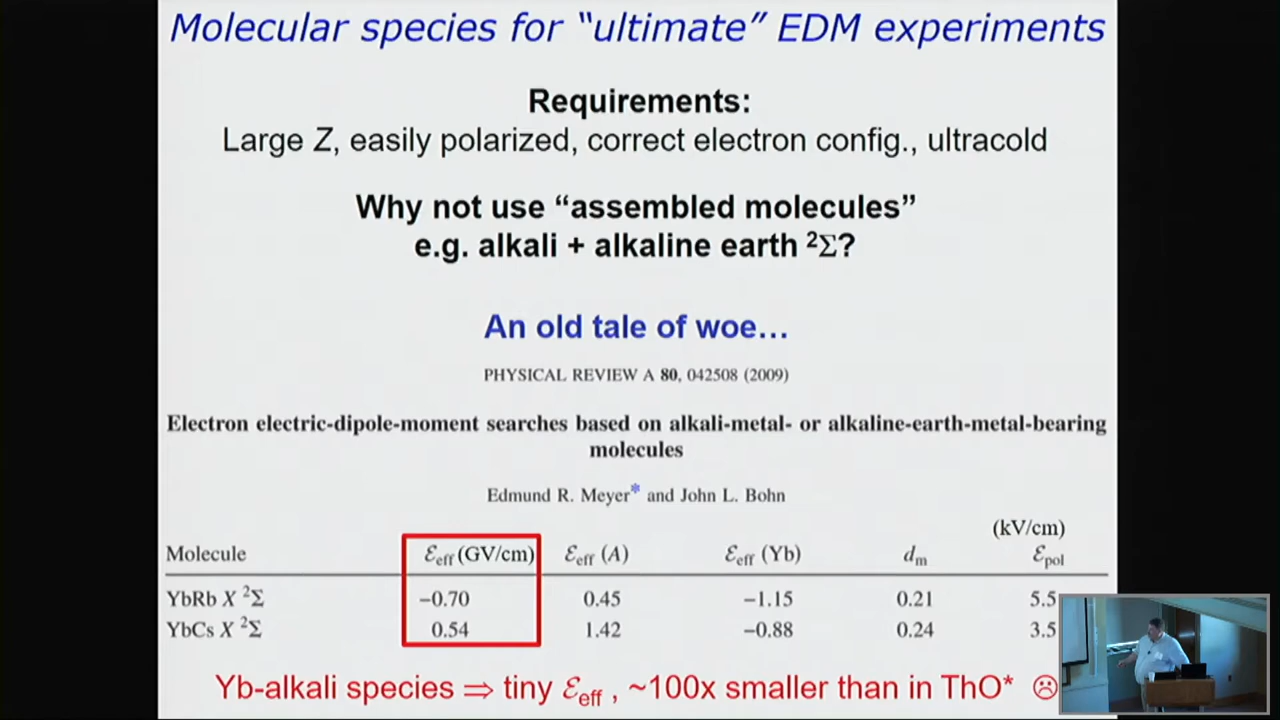 Molecular species for “ultimate” EDM experiments
Requirements:
Large Z, easily polarized, correct electron config., ultracold
Why not use “assembled molecules”
e.g. alkali + alkaline earth ²Σ?
An old tale of woe…
PHYSICAL REVIEW A 80, 042508 (2009)
Electron electric-dipole-moment searches based on alkali-metal- or alkaline-earth-metal-bearing
molecules
Edmund R. Meyer* and John L. Bohn
(kV/cm)
Molecule ℰeff (GV/cm) ℰeff (A) ℰeff (Yb) dm ℰpol
YbRb X ²Σ −0.70 0.45 −1.15 0.21 5.5
YbCs X ²Σ 0.54 1.42 −0.88 0.24 3.5
Yb-alkali species ⇒ tiny ℰeff , ~100x smaller than in ThO* ☹